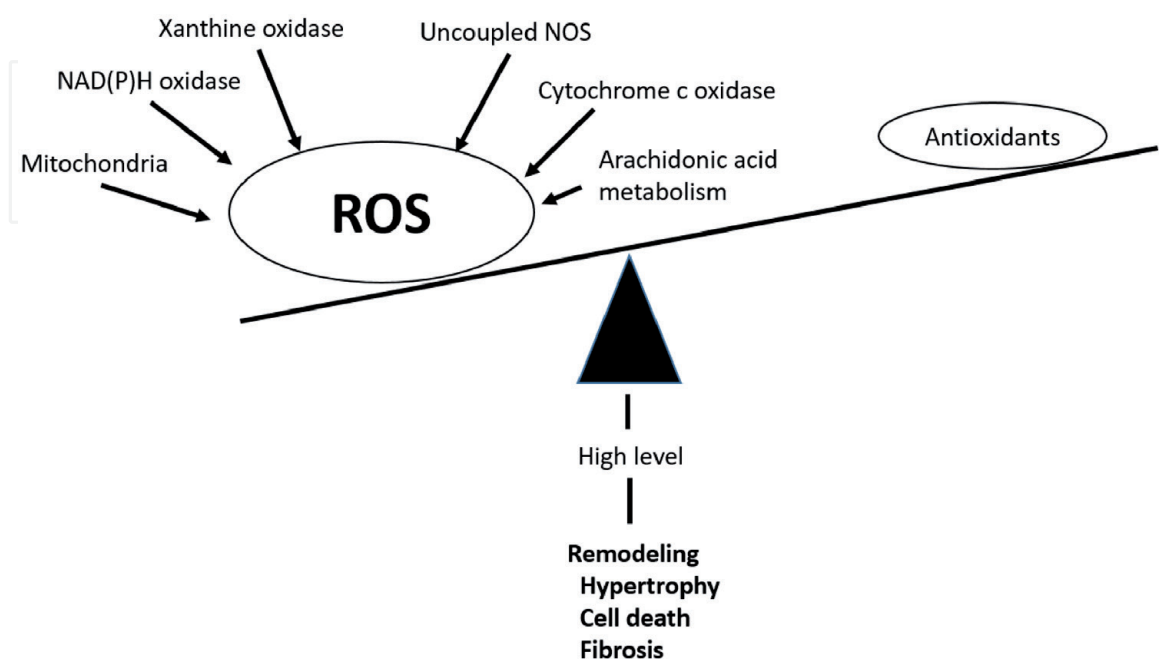 Xanthine oxidase
Uncoupled NOS
NAD(P)H oxidase
Cytochrome c oxidase
Mitochondria
Arachidonic acid
metabolism
ROS
Antioxidants
High level
Remodeling
Hypertrophy
Cell death
Fibrosis